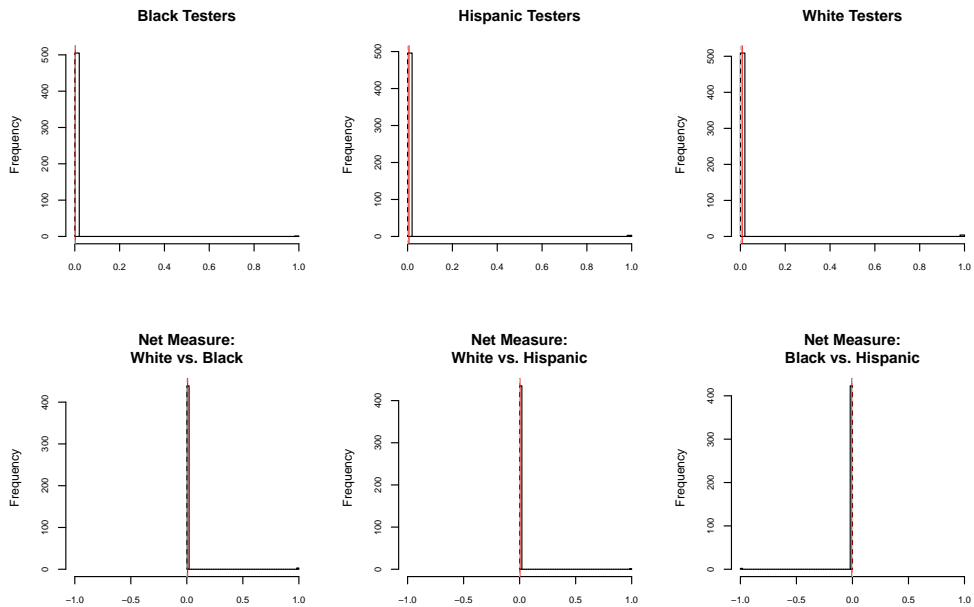 Black Testers
Frequency
0
100
200
300
400
500
0.0 0.2 0.4 0.6 0.8 1.0
Hispanic Testers
Frequency
0
100
200
300
400
500
0.0 0.2 0.4 0.6 0.8 1.0
White Testers
Frequency
0
100
200
300
400
500
0.0 0.2 0.4 0.6 0.8 1.0
Net Measure:
White vs. Black
Frequency
0
100
200
300
400
−1.0 −0.5 0.0 0.5 1.0
Net Measure:
White vs. Hispanic
Frequency
0
100
200
300
400
−1.0 −0.5 0.0 0.5 1.0
Net Measure:
Black vs. Hispanic
Frequency
0
100
200
300
400
−1.0 −0.5 0.0 0.5 1.0